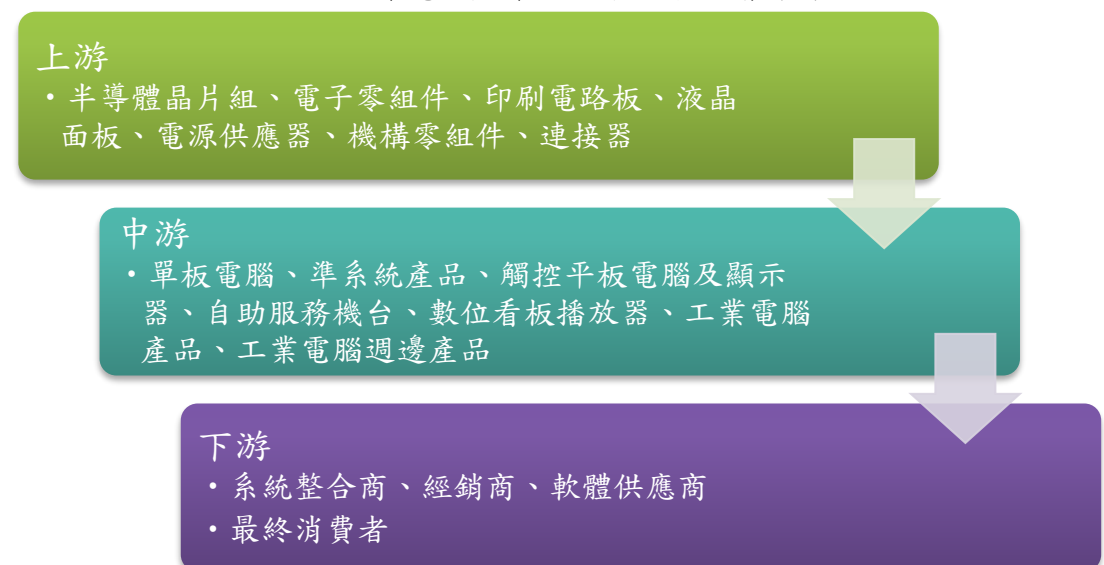 上游
・半導體晶片組、電子零組件、印刷電路板、液晶
面板、電源供應器、機構零組件、連接器
中游
・單板電腦、準系統產品、觸控平板電腦及顯示
器、自助服務機台、數位看板播放器、工業電腦
產品、工業電腦週邊產品
下游
・系統整合商、經銷商、軟體供應商
・最終消費者